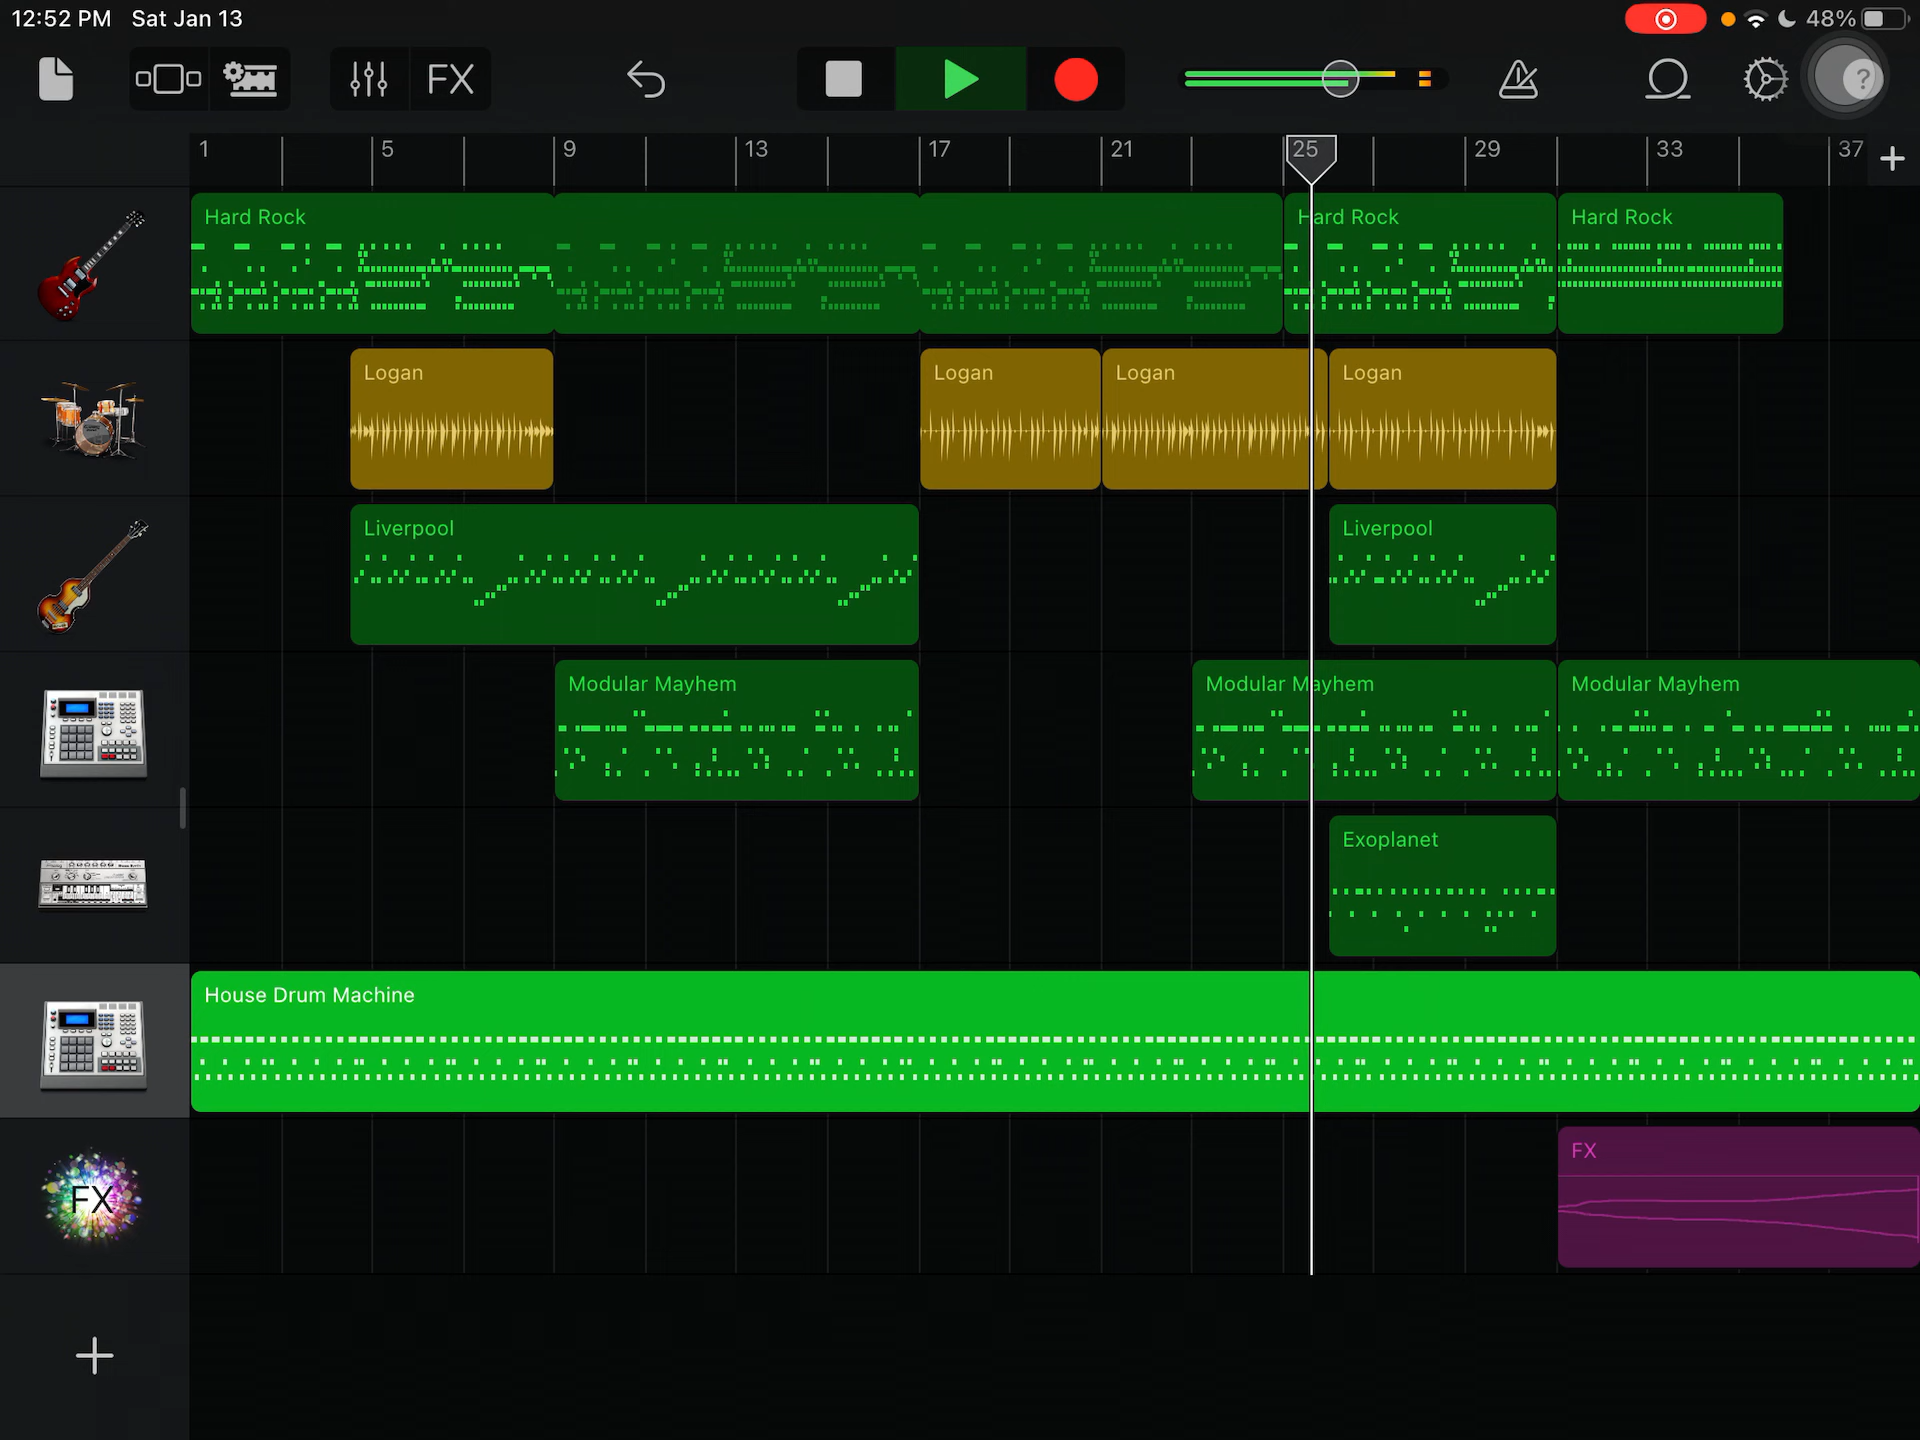 12:52 PM Sat Jan 13 48%
FX ?
1 5 9 13 17 21 25 29 33 37
Hard Rock Hard Rock Hard Rock
Logan Logan Logan Logan
Liverpool Liverpool
Modular Mayhem Modular Mayhem Modular Mayhem
Exoplanet
House Drum Machine
FX
FX